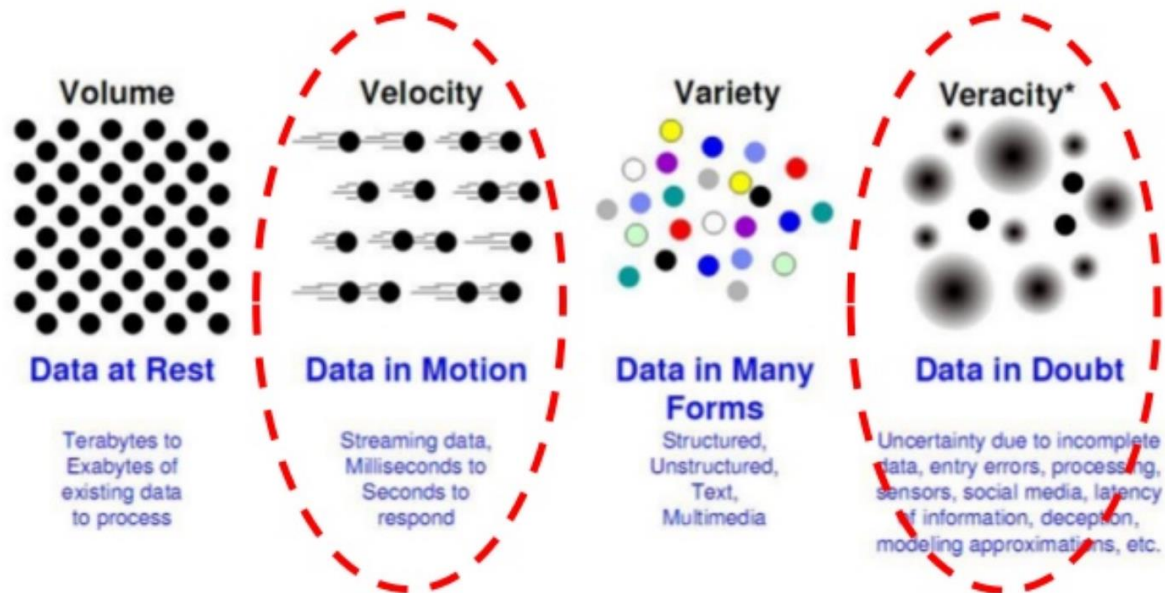 Volume
Data at Rest
Terabytes to
Exabytes of
existing data
to process
Velocity
Data in Motion
Streaming data,
Milliseconds to
Seconds to
respond
Variety
Data in Many
Forms
Structured,
Unstructured,
Text,
Multimedia
Veracity*
Data in Doubt
Uncertainty due to incomplete
data, entry errors, processing,
sensors, social media, latency
of information, deception,
modeling approximations, etc.